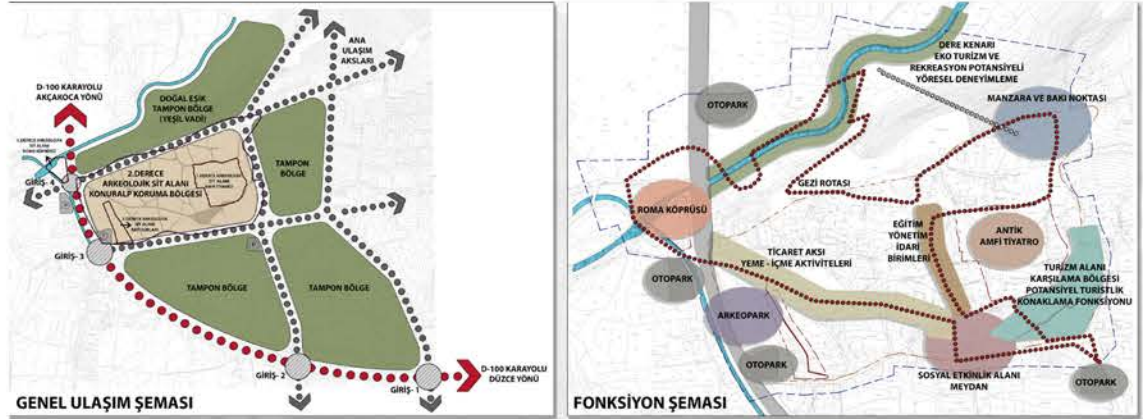 ANA
ULAŞIM
AKSLARI
D-100 KARAYOLU
AKÇAKOCA YÖNÜ
DOĞAL EŞİK
TAMPON BÖLGE
(YEŞİL VADİ)
GİRİŞ- 4
2.DERECE
ARKEOLOJİK SİT ALANI
KONURALP KORUMA BÖLGESİ
TAMPON
BÖLGE
GİRİŞ- 3
TAMPON BÖLGE
TAMPON BÖLGE
GİRİŞ- 2
GİRİŞ- 1
D-100 KARAYOLU
DÜZCE YÖNÜ
GENEL ULAŞIM ŞEMASI
DERE KENARI
EKO TURİZM VE
REKREASYON POTANSİYELİ
YÖRESEL DENEYİMLEME
OTOPARK
MANZARA VE BAKI NOKTASI
GEZİ ROTASI
ROMA KÖPRÜSÜ
EĞİTİM
YÖNETİM
İDARİ
BİRİMLERİ
ANTİK
AMFİ TİYATRO
TİCARET AKSI
YEME - İÇME AKTİVİTELERİ
OTOPARK
TURİZM ALANI
KARŞILAMA BÖLGESİ
POTANSİYEL TURİSTLİK
KONAKLAMA FONKSİYONU
ARKEOPARK
OTOPARK
SOSYAL ETKİNLİK ALANI
MEYDAN
OTOPARK
FONKSİYON ŞEMASI